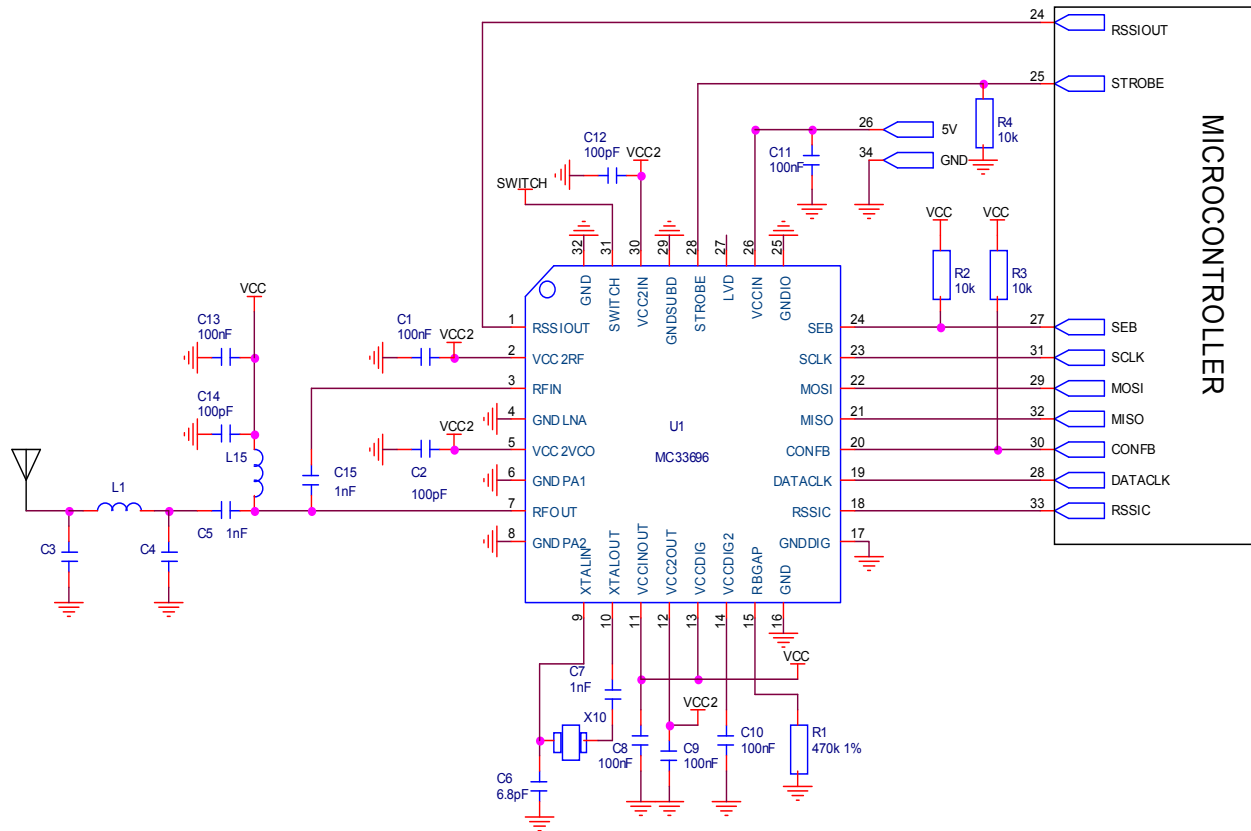 24
RSSIOUT
25
STROBE
R4
10k
26
5V
34
GND
C11
100nF
C12
100pF
VCC2
SWITCH
32
31
30
29
28
27
26
25
GND
SWITCH
VCC2IN
GNDSUBD
STROBE
LVD
VCCIN
GNDIO
VCC
R2
10k
VCC
R3
10k
MICROCONTROLLER
VCC
C13
100nF
C14
100pF
L15
C1
100nF
VCC2
C2
100pF
VCC2
C15
1nF
L1
C5
1nF
C3
C4
1
RSSIOUT
2
VCC2RF
3
RFIN
4
GNDLNA
5
VCC2VCO
6
GNDPA1
7
RFOUT
8
GNDPA2
U1
MC33696
SEB
24
27
SEB
SCLK
23
31
SCLK
MOSI
22
29
MOSI
MISO
21
32
MISO
CONFB
20
30
CONFB
DATACLK
19
28
DATACLK
RSSIC
18
33
RSSIC
GNDDIG
17
XTALIN
XTALOUT
VCCINOUT
VCC2OUT
VCCDIG
VCCDIG2
RBGAP
GND
9
10
11
12
13
14
15
16
C7
1nF
X10
C6
6.8pF
VCC
VCC2
C8
100nF
C9
100nF
C10
100nF
R1
470k 1%